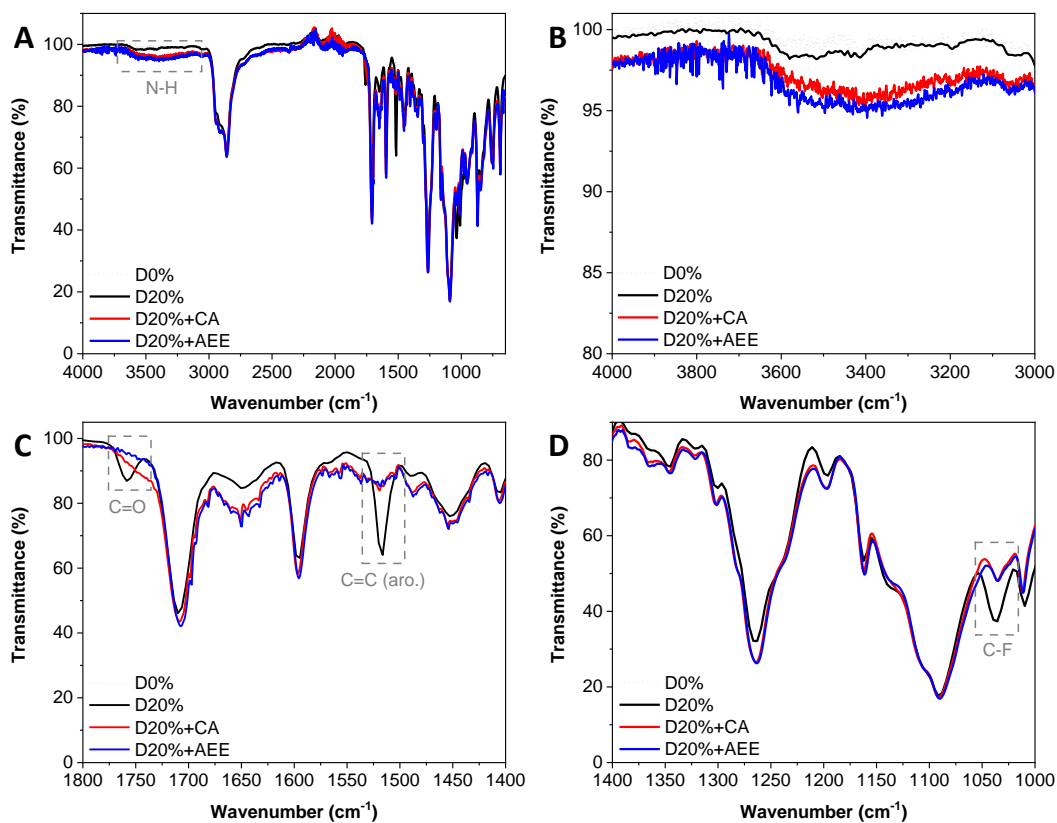 A
N-H
Transmittance (%)
100
80
60
40
20
0
D0%
D20%
D20%+CA
D20%+AEE
4000 3500 3000 2500 2000 1500 1000
Wavenumber (cm⁻¹)
B
Transmittance (%)
100
95
90
85
80
D0%
D20%
D20%+CA
D20%+AEE
4000 3800 3600 3400 3200 3000
Wavenumber (cm⁻¹)
C
C=O
C=C (aro.)
Transmittance (%)
100
80
60
40
20
0
D0%
D20%
D20%+CA
D20%+AEE
1800 1700 1600 1550 1500 1450 1400
Wavenumber (cm⁻¹)
D
C-F
Transmittance (%)
80
60
40
20
0
D0%
D20%
D20%+CA
D20%+AEE
1400 1300 1250 1200 1150 1100 1050 1000
Wavenumber (cm⁻¹)